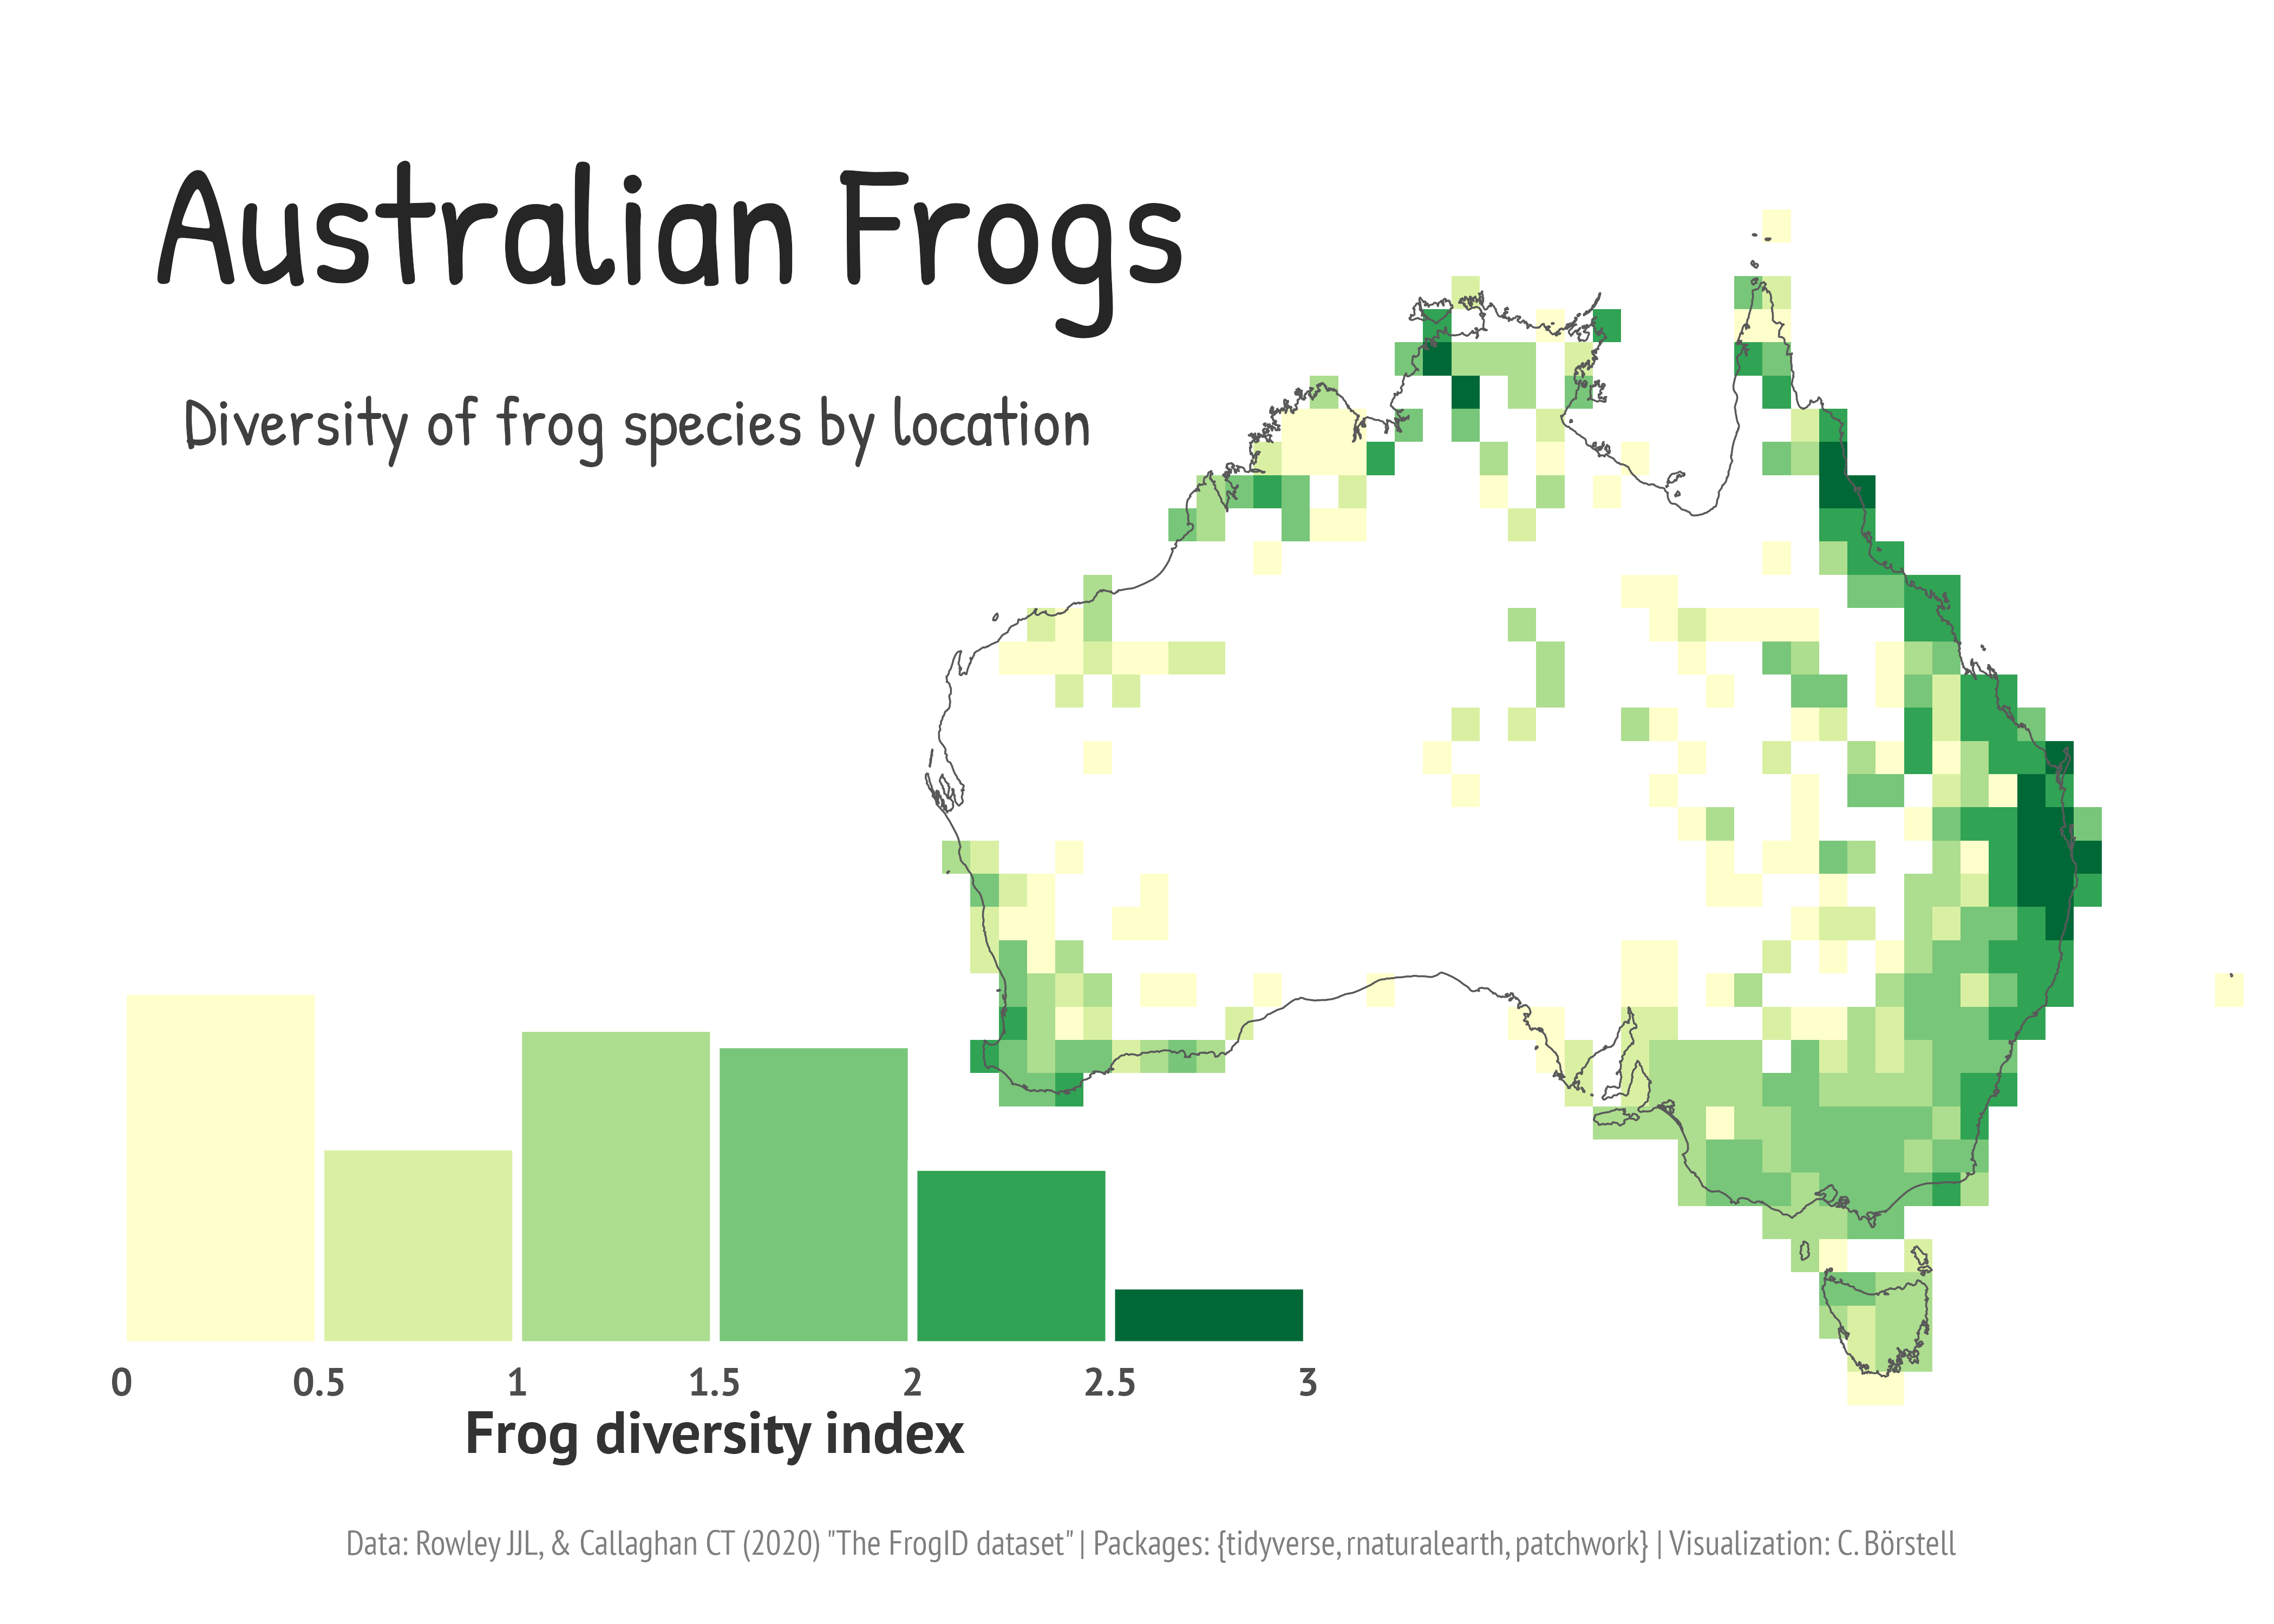 Australian Frogs
Diversity of frog species by location
0 0.5 1 1.5 2 2.5 3
Frog diversity index
Data: Rowley JJL, & Callaghan CT (2020) "The FrogID dataset" | Packages: {tidyverse, rnaturalearth, patchwork} | Visualization: C. Börstell